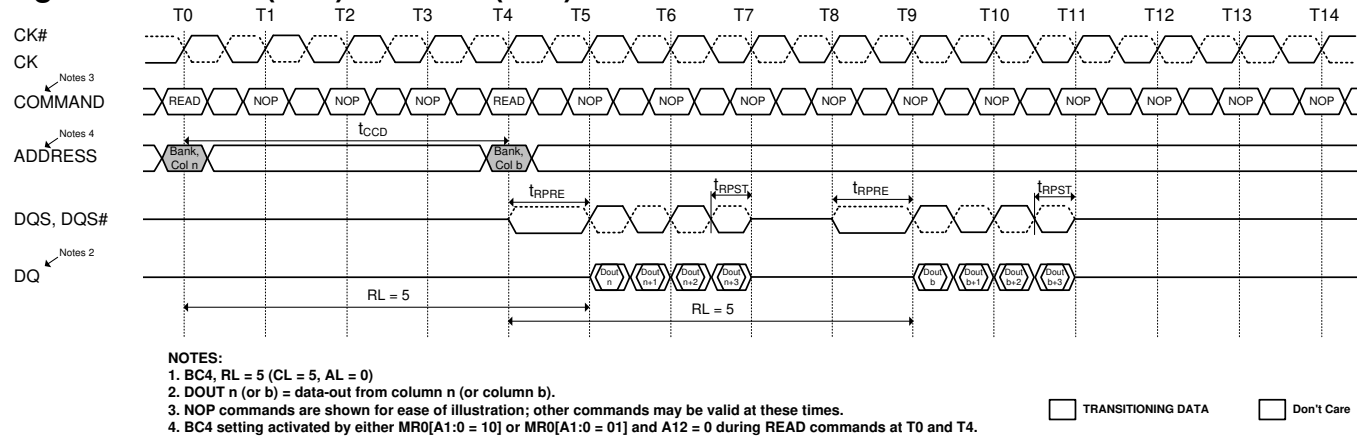 T0 T1 T2 T3 T4 T5 T6 T7 T8 T9 T10 T11 T12 T13 T14
CK#
CK
Notes 3
COMMAND READ NOP NOP NOP READ NOP NOP NOP NOP NOP NOP NOP NOP NOP NOP
tCCD
Notes 4
ADDRESS
Bank, Col n
Bank, Col b
tRPRE tRPST tRPRE tRPST
DQS, DQS#
Notes 2
DQ
Dout n
Dout n+1
Dout n+2
Dout n+3
Dout b
Dout b+1
Dout b+2
Dout b+3
RL = 5
RL = 5
NOTES:
1. BC4, RL = 5 (CL = 5, AL = 0)
2. DOUT n (or b) = data-out from column n (or column b).
3. NOP commands are shown for ease of illustration; other commands may be valid at these times.
4. BC4 setting activated by either MR0[A1:0 = 10] or MR0[A1:0 = 01] and A12 = 0 during READ commands at T0 and T4.
TRANSITIONING DATA Don't Care